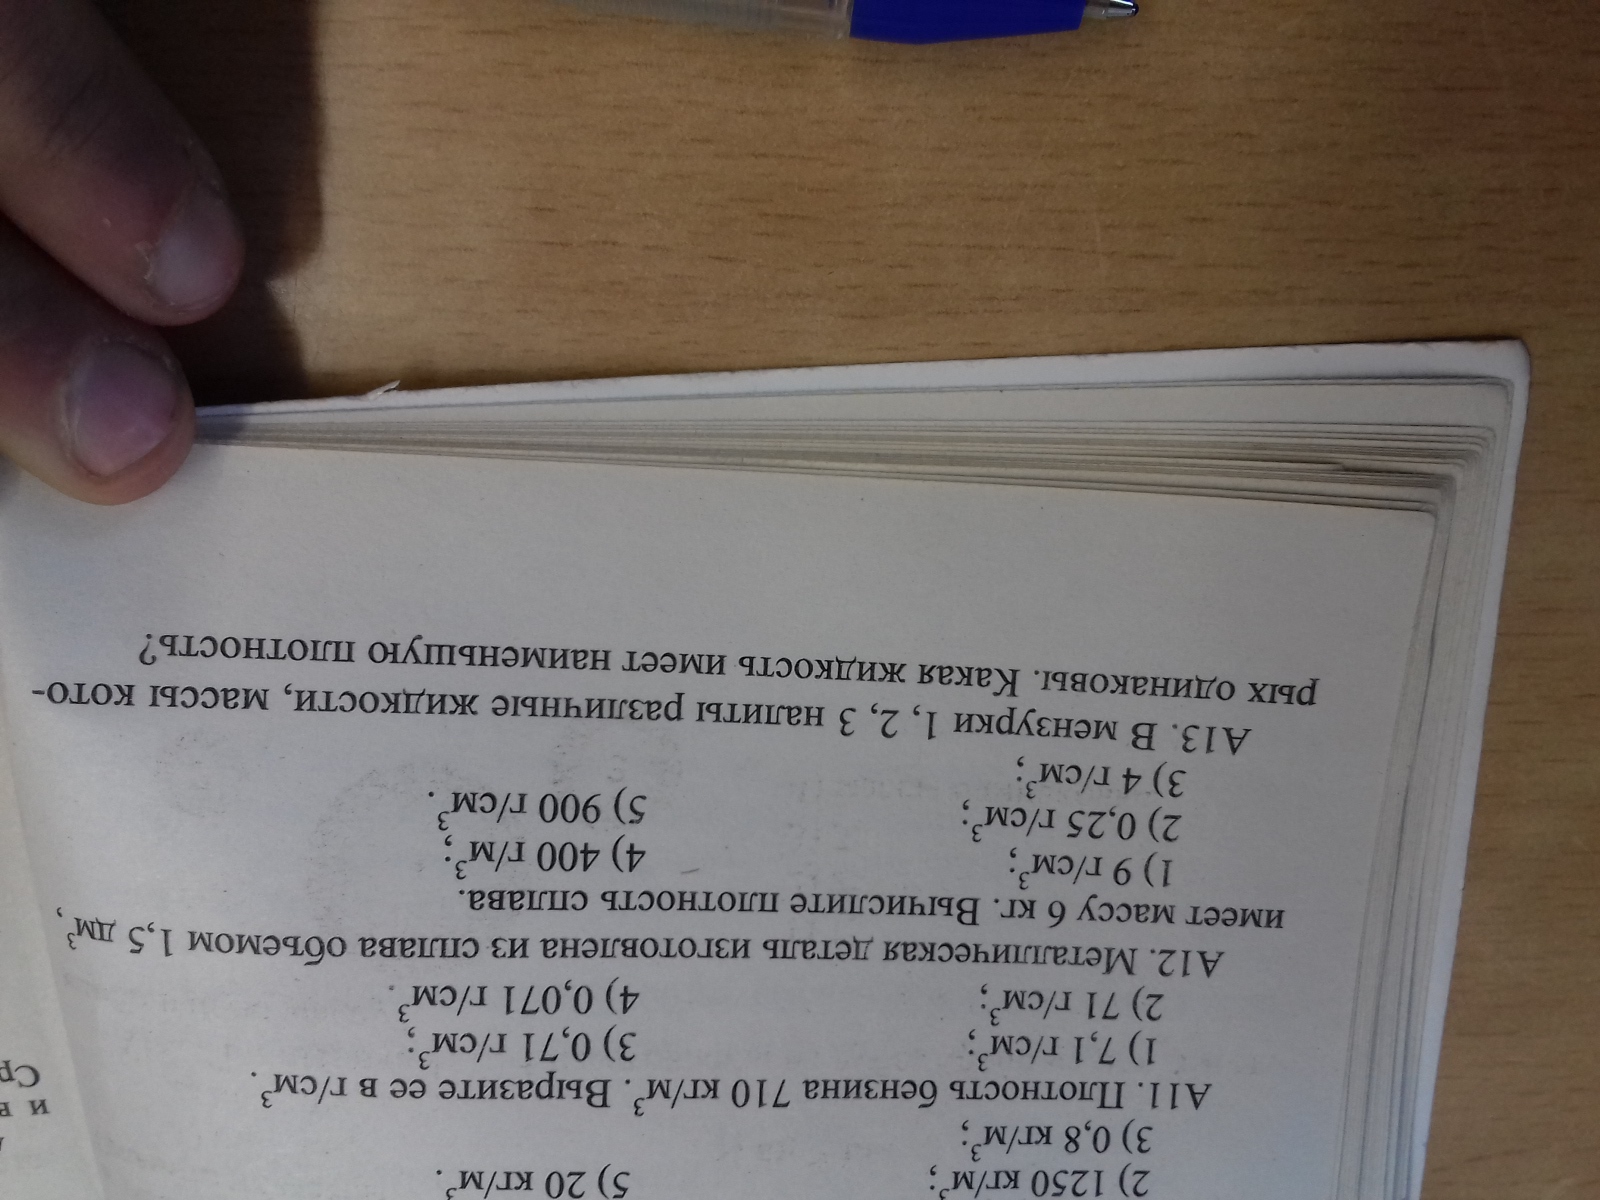 2) 1250 кг/м³; 5) 20 кг/м³.
3) 0,8 кг/м³;
А11. Плотность бензина 710 кг/м³. Выразите ее в г/см³.
1) 7,1 г/см³; 3) 0,71 г/см³;
2) 71 г/см³; 4) 0,071 г/см³.
А12. Металлическая деталь изготовлена из сплава объемом 1,5 дм³,
имеет массу 6 кг. Вычислите плотность сплава.
1) 9 г/см³; 4) 400 г/м³;
2) 0,25 г/см³; 5) 900 г/см³.
3) 4 г/см³;
А13. В мензурки 1, 2, 3 налиты различные жидкости, массы кото-
рых одинаковы. Какая жидкость имеет наименьшую плотность?
и в
Ср